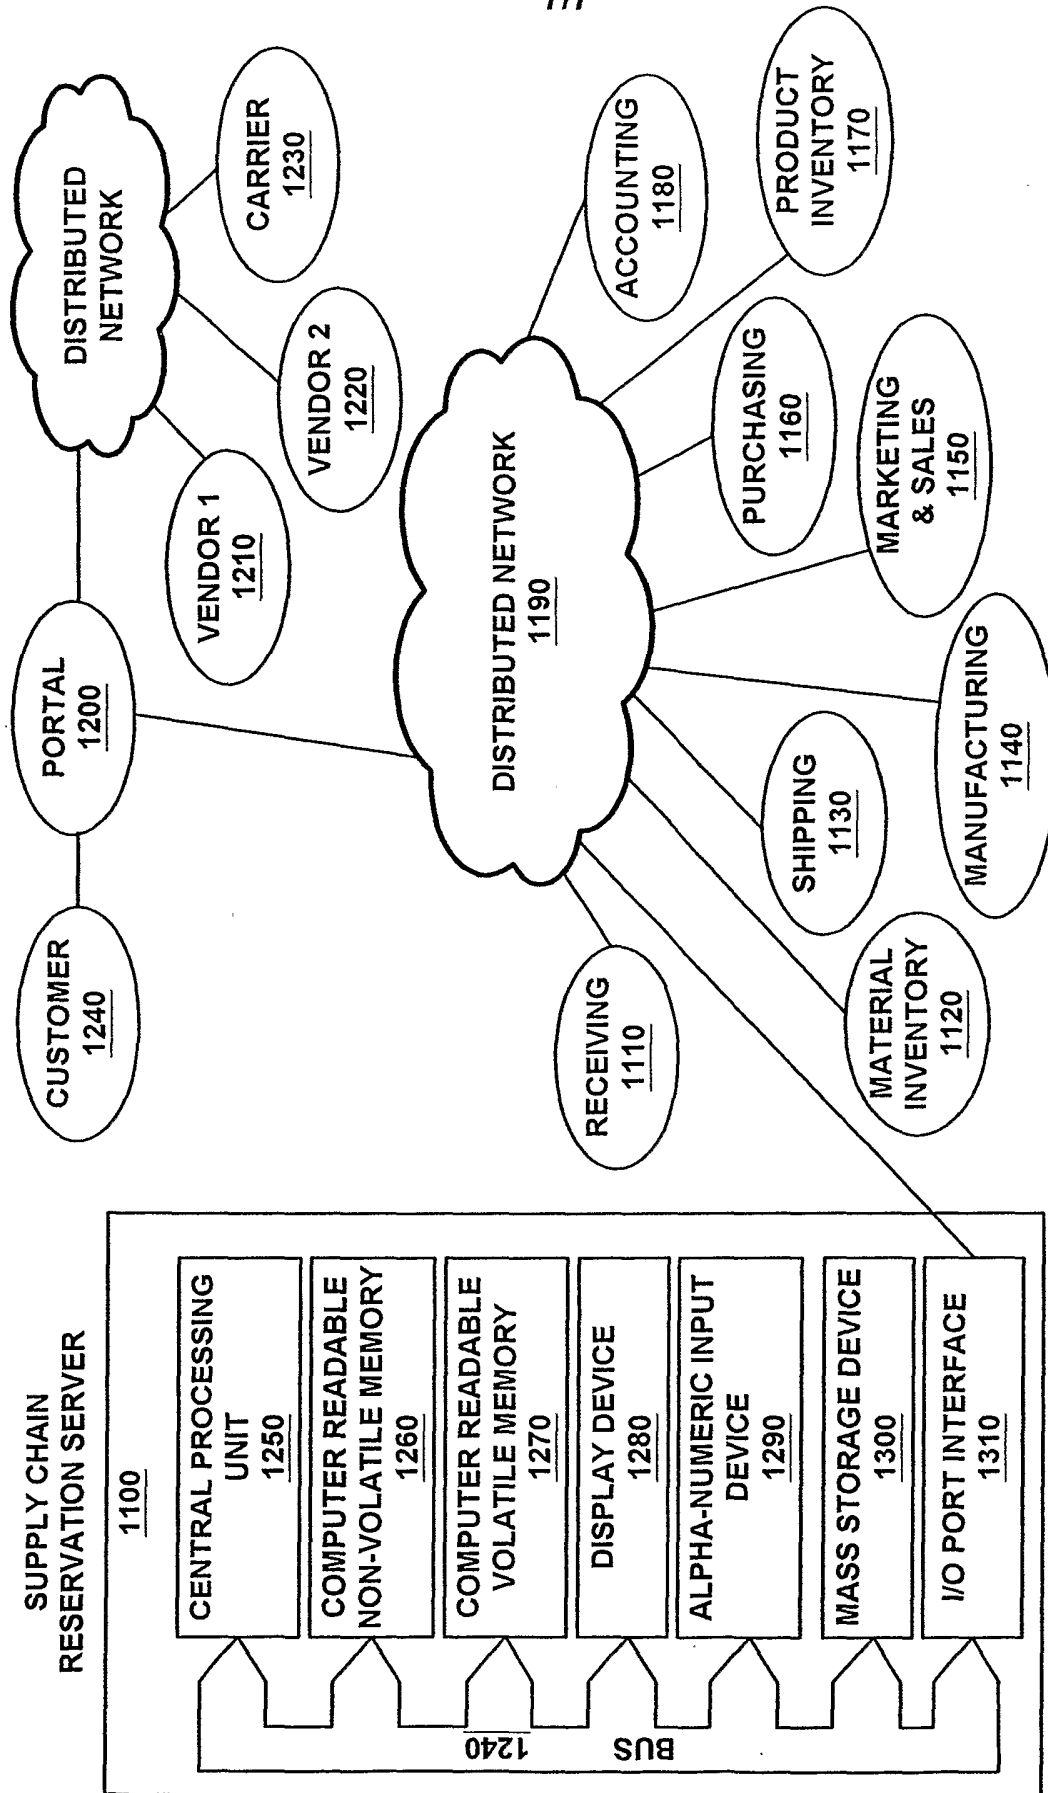 SUPPLY CHAIN
RESERVATION SERVER
1100
CENTRAL PROCESSING
UNIT
1250
COMPUTER READABLE
NON-VOLATILE MEMORY
1260
COMPUTER READABLE
VOLATILE MEMORY
1270
DISPLAY DEVICE
1280
ALPHA-NUMERIC INPUT
DEVICE
1290
MASS STORAGE DEVICE
1300
I/O PORT INTERFACE
1310
BUS
1240
CUSTOMER
1240
PORTAL
1200
DISTRIBUTED
NETWORK
VENDOR 1
1210
VENDOR 2
1220
CARRIER
1230
DISTRIBUTED NETWORK
1190
RECEIVING
1110
MATERIAL
INVENTORY
1120
SHIPPING
1130
MANUFACTURING
1140
MARKETING
& SALES
1150
PURCHASING
1160
PRODUCT
INVENTORY
1170
ACCOUNTING
1180